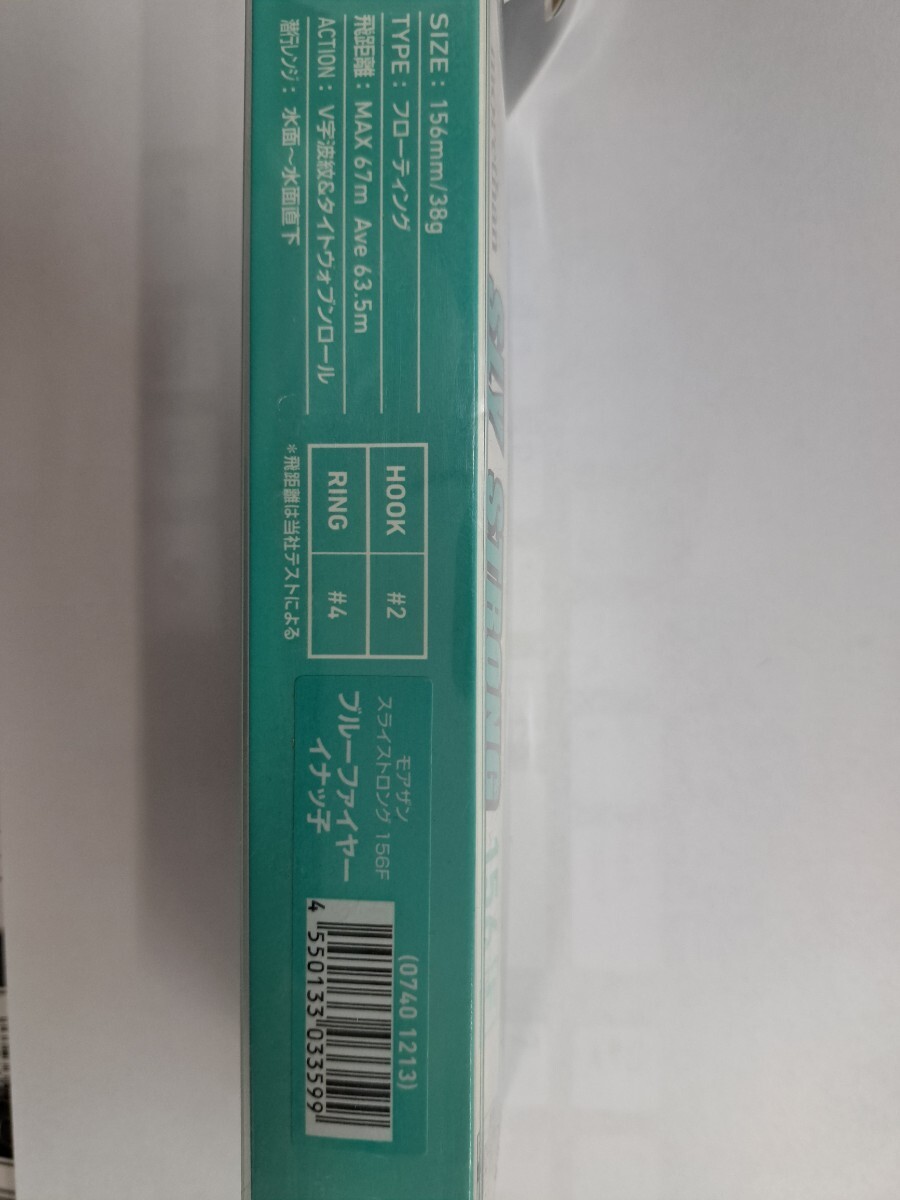 SIZE：156mm/38g
TYPE：フローティング
飛距離：MAX 67m Ave 63.5m
ACTION：V字波紋&タイトウォブンロール
潜行レンジ：水面～水面直下
HOOK #2
RING #4
*飛距離は当社テストによる
モアザン
スライストロング 156F
ブルーファイヤー
イナッ子
(0740 1213)
4 550133 033599
SLY STRONG 156F